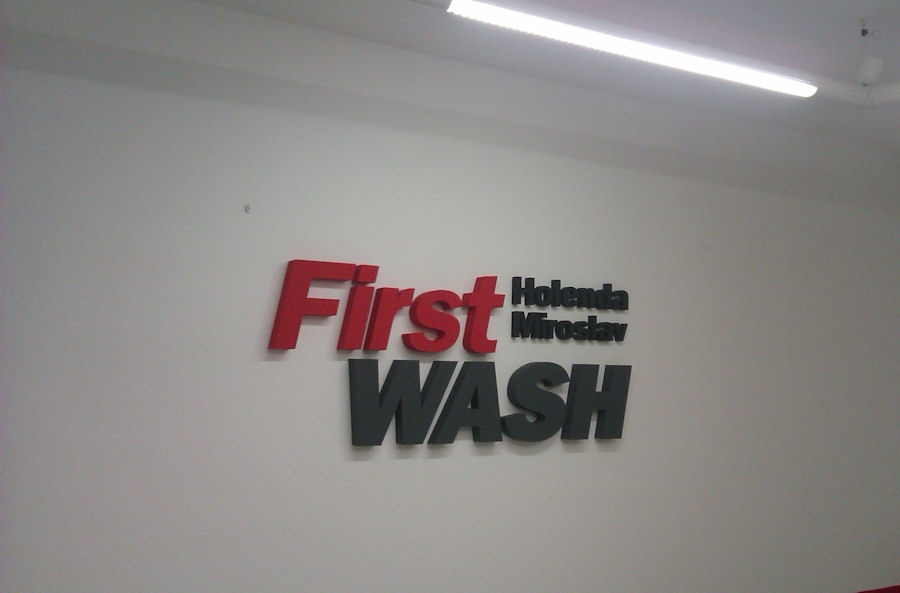 First
Holenda
Miroslav
WASH